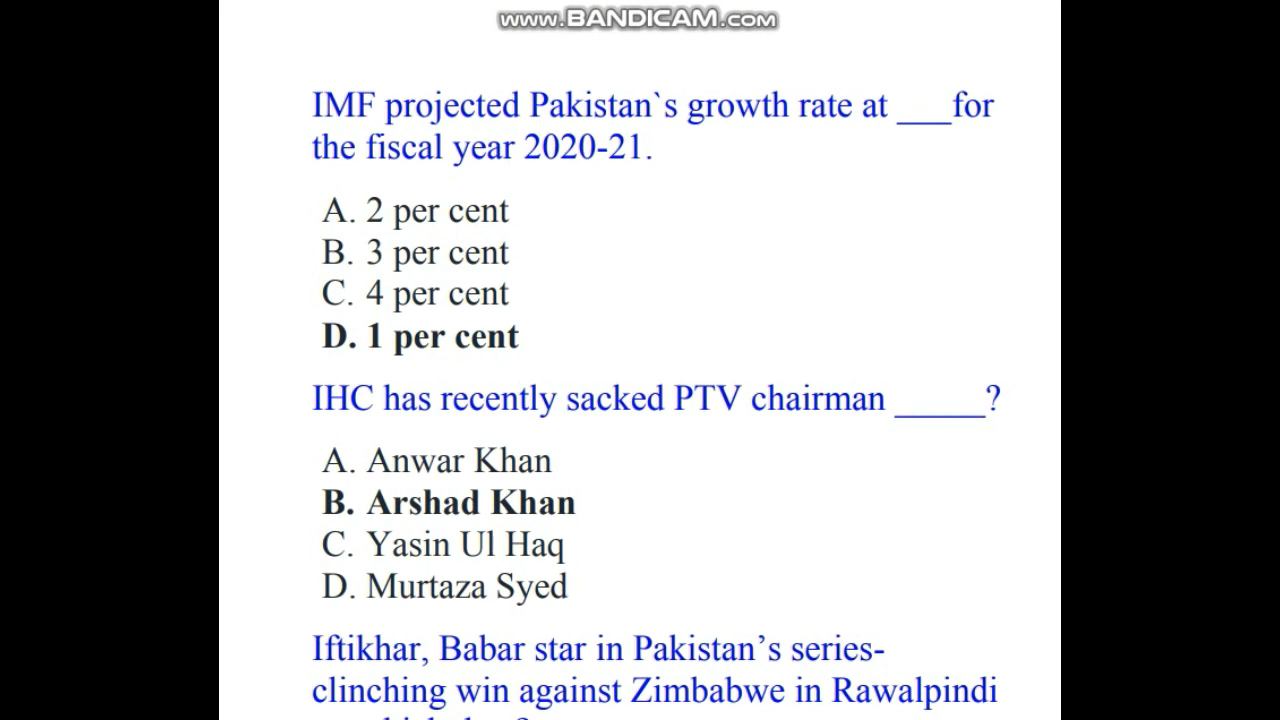 www.BANDICAM.com
IMF projected Pakistan`s growth rate at ___for
the fiscal year 2020-21.
A. 2 per cent
B. 3 per cent
C. 4 per cent
D. 1 per cent
IHC has recently sacked PTV chairman _____?
A. Anwar Khan
B. Arshad Khan
C. Yasin Ul Haq
D. Murtaza Syed
Iftikhar, Babar star in Pakistan’s series-
clinching win against Zimbabwe in Rawalpindi